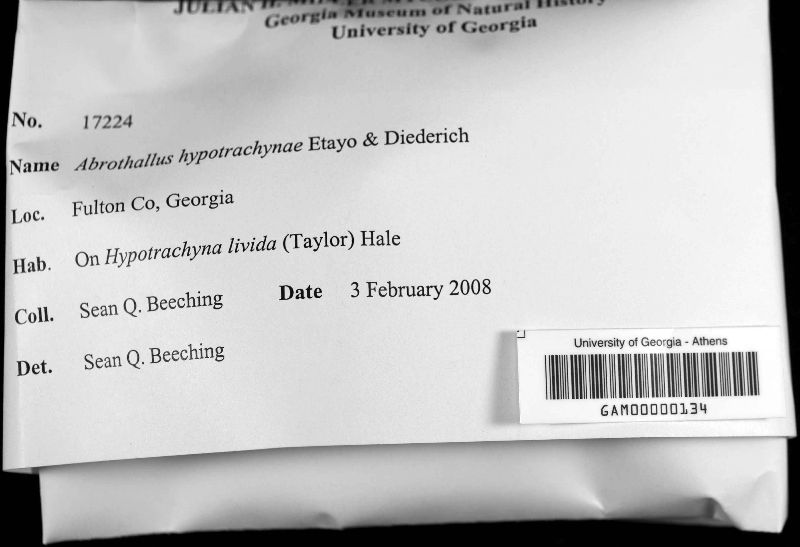 JULIAN H. MILLER
Georgia Museum of Natural History
University of Georgia
No. 17224
Name Abrothallus hypotrachynae Etayo & Diederich
Loc. Fulton Co, Georgia
Hab. On Hypotrachyna livida (Taylor) Hale
Coll. Sean Q. Beeching Date 3 February 2008
Det. Sean Q. Beeching
University of Georgia - Athens
GAM00000134